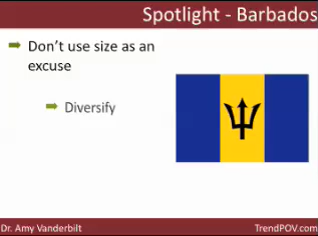 Spotlight - Barbados
Don't use size as an
excuse
Diversify
Dr. Amy Vanderbilt
TrendPOV.com